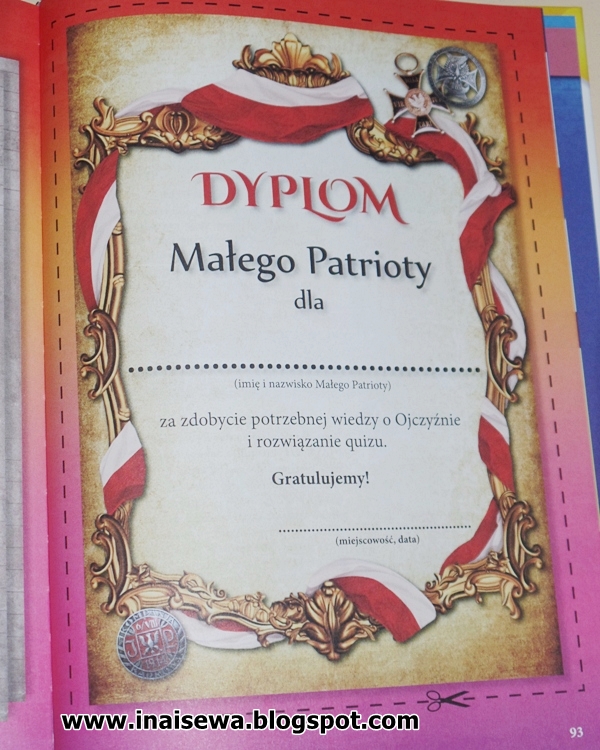 DYPLOM
Małego Patrioty
dla
(imię i nazwisko Małego Patrioty)
za zdobycie potrzebnej wiedzy o Ojczyźnie
i rozwiązanie quizu.
Gratulujemy!
(miejscowość, data)
www.inaisewa.blogspot.com
93